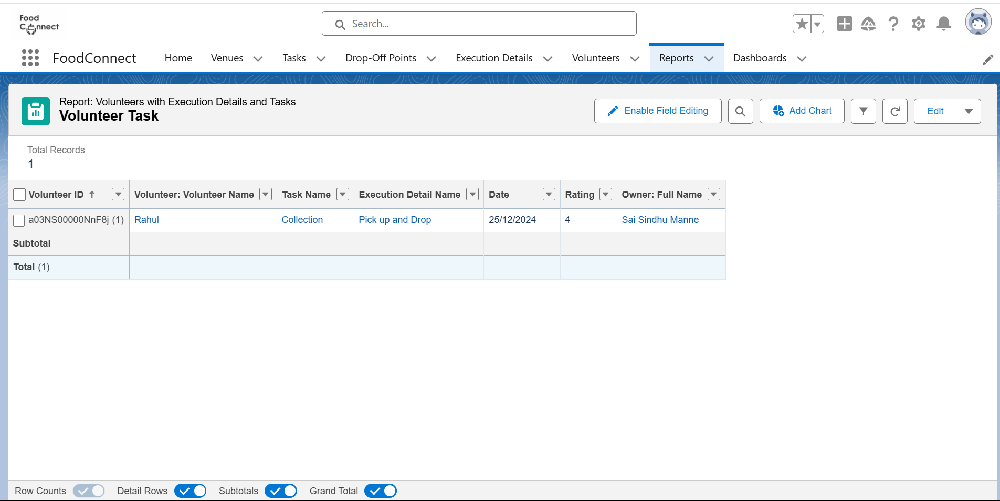 Food
Connect
Search...
FoodConnect Home Venues Tasks Drop-Off Points Execution Details Volunteers Reports Dashboards
Report: Volunteers with Execution Details and Tasks
Volunteer Task
Enable Field Editing Add Chart Edit
Total Records
1
Volunteer ID Volunteer: Volunteer Name Task Name Execution Detail Name Date Rating Owner: Full Name
a03NS00000NnF8j (1) Rahul Collection Pick up and Drop 25/12/2024 4 Sai Sindhu Manne
Subtotal
Total (1)
Row Counts Detail Rows Subtotals Grand Total